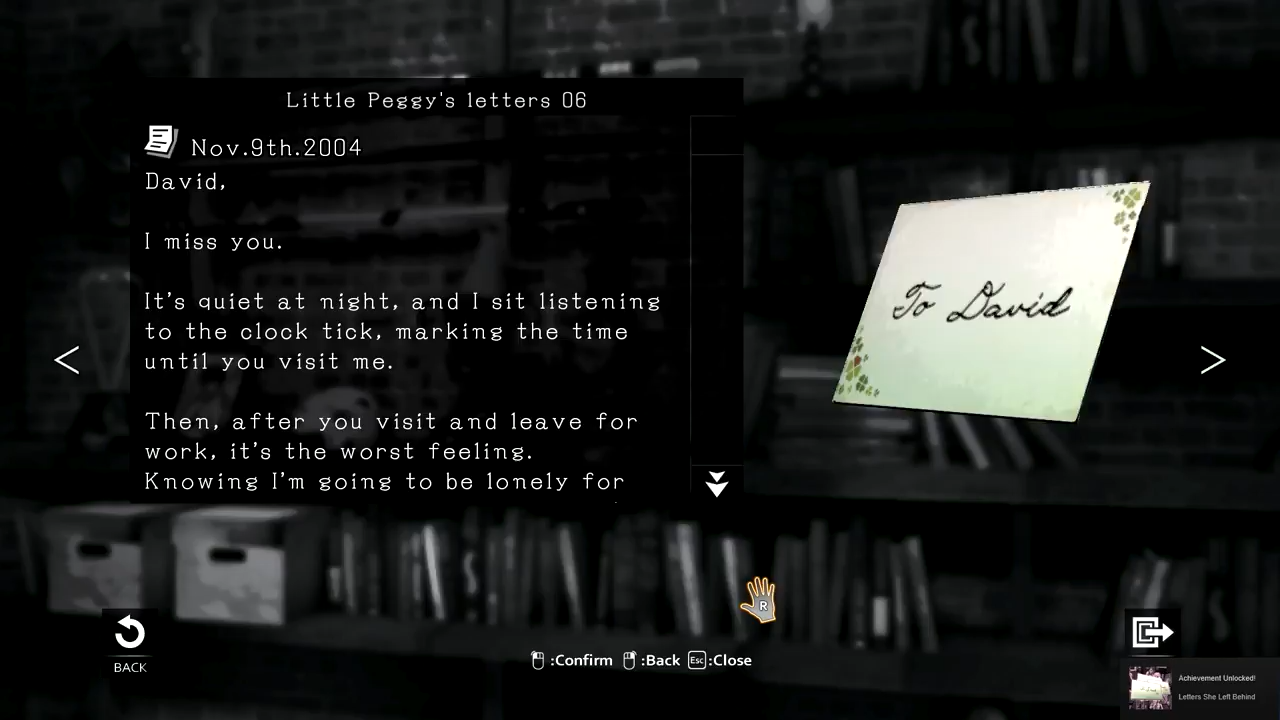 Little Peggy's letters 06
Nov.9th.2004
David,
I miss you.
It's quiet at night, and I sit listening
to the clock tick, marking the time
until you visit me.
Then, after you visit and leave for
work, it's the worst feeling.
Knowing I'm going to be lonely for
To David
<
>
R
BACK
:Confirm :Back Esc :Close
Achievement Unlocked!
Letters She Left Behind